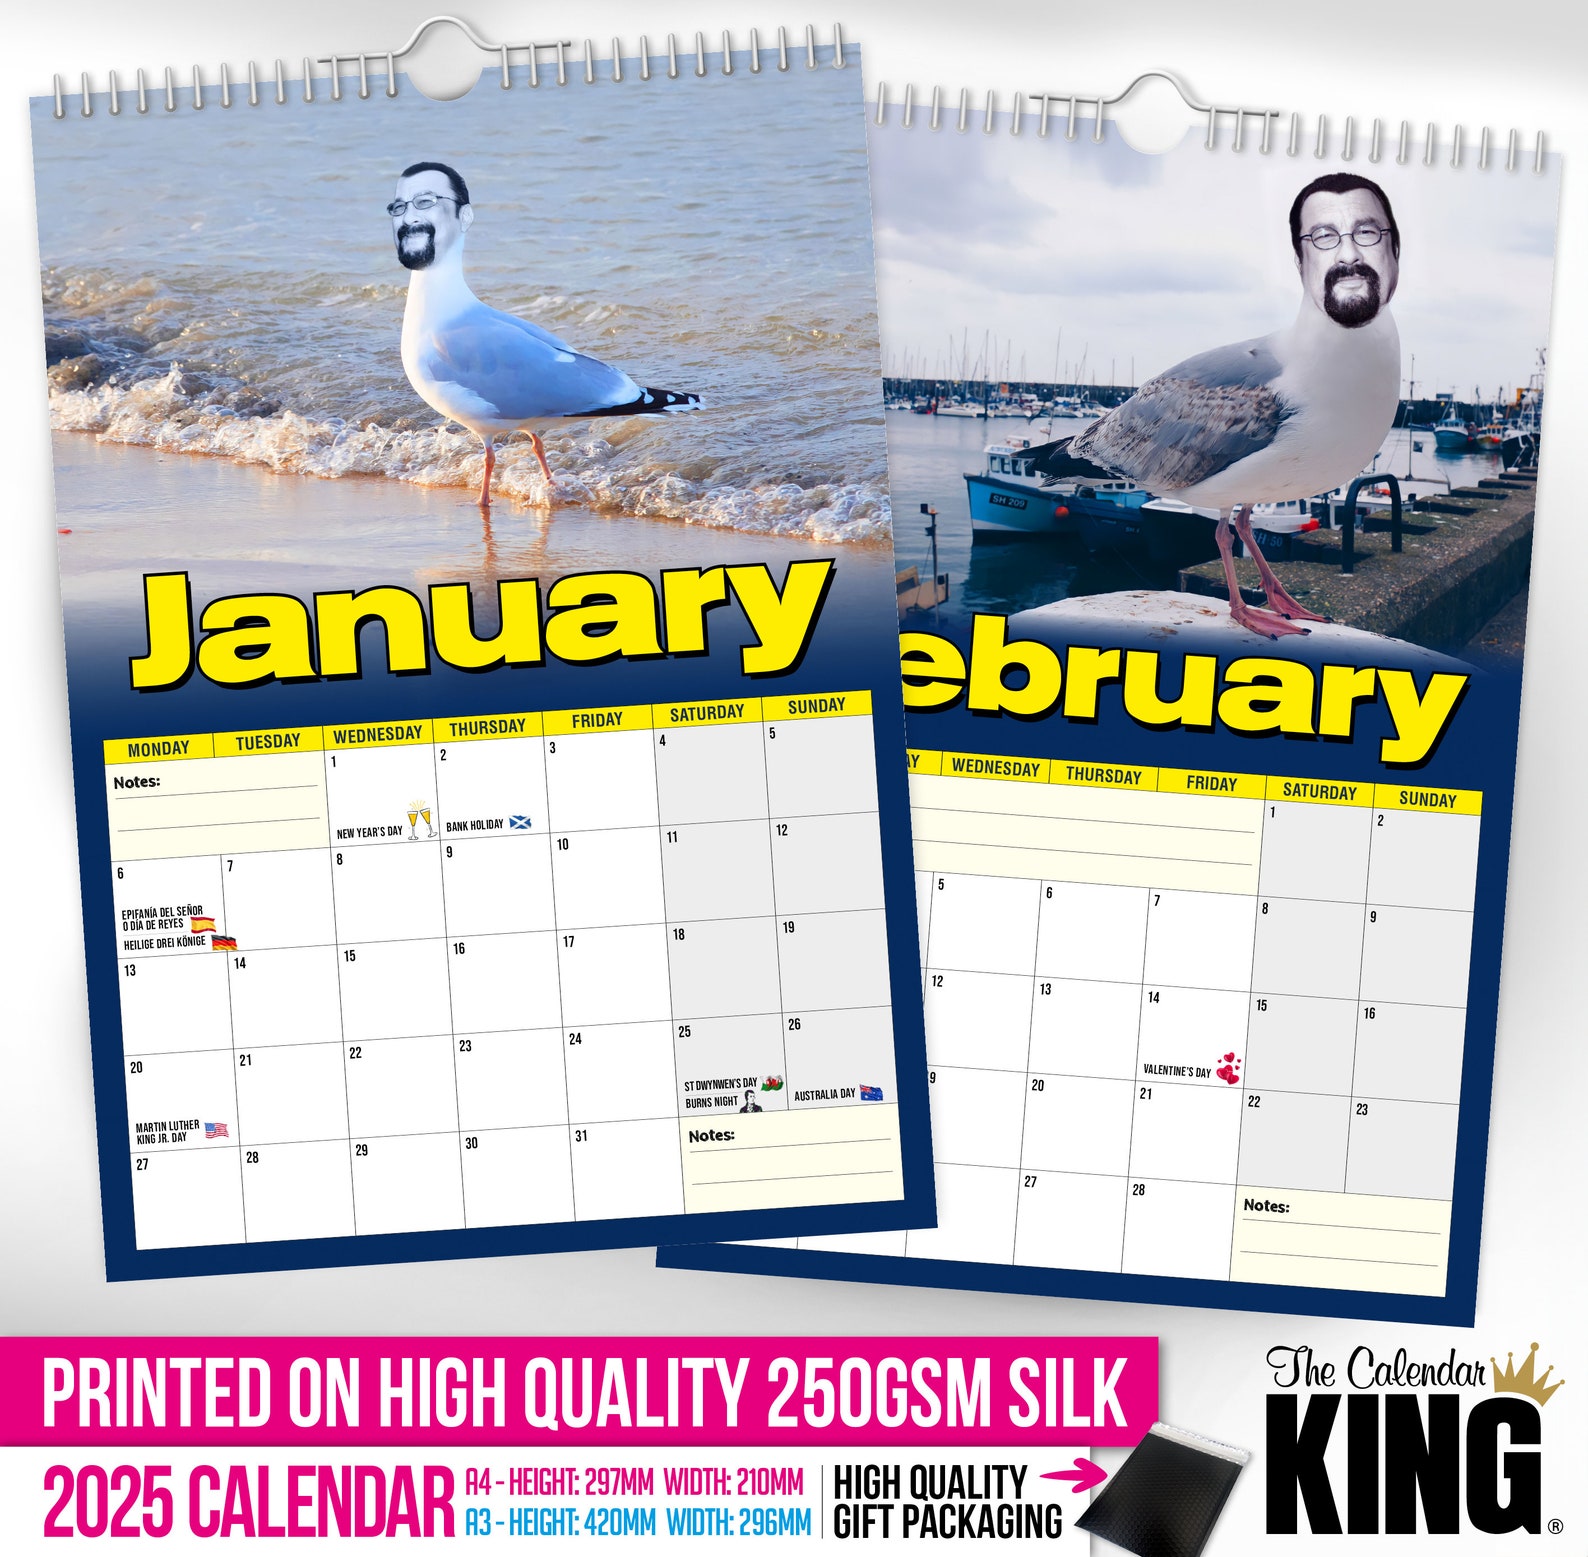 January
MONDAY TUESDAY WEDNESDAY THURSDAY FRIDAY SATURDAY SUNDAY
Notes:
1 2 3 4 5
NEW YEAR'S DAY
BANK HOLIDAY
6 7 8 9 10 11 12
EPIFANÍA DEL SEÑOR
O DÍA DE REYES
HEILIGE DREI KÖNIGE
13 14 15 16 17 18 19
20 21 22 23 24 25 26
MARTIN LUTHER
KING JR. DAY
ST DWYNWEN'S DAY
BURNS NIGHT
AUSTRALIA DAY
27 28 29 30 31
Notes:
SH 209
SH 50
ebruary
AY WEDNESDAY THURSDAY FRIDAY SATURDAY SUNDAY
1 2
5 6 7 8 9
12 13 14 15 16
VALENTINE'S DAY
9 20 21 22 23
27 28
Notes:
PRINTED ON HIGH QUALITY 250GSM SILK
2025 CALENDAR
A4 - HEIGHT: 297MM WIDTH: 210MM
A3 - HEIGHT: 420MM WIDTH: 296MM
HIGH QUALITY
GIFT PACKAGING
The Calendar
KING
®